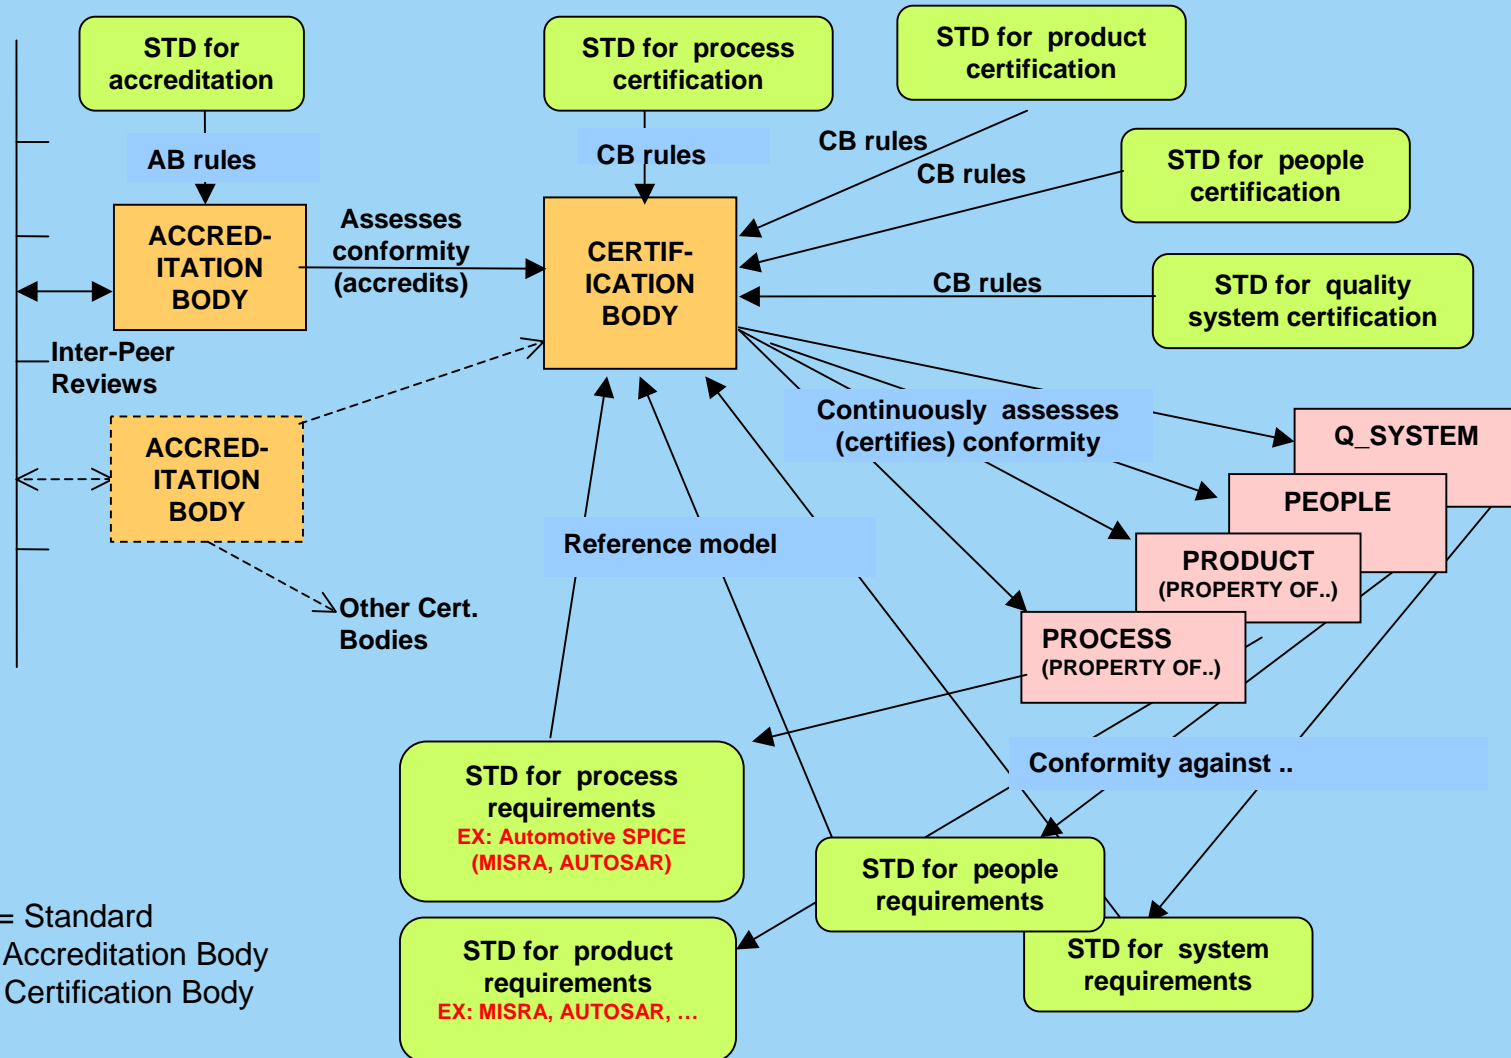 STD for
accreditation
STD for process
certification
STD for product
certification
AB rules
CB rules
CB rules
CB rules
STD for people
certification
ACCRED-
ITATION
BODY
Assesses
conformity
(accredits)
CERTIF-
ICATION
BODY
CB rules
STD for quality
system certification
Inter-Peer
Reviews
ACCRED-
ITATION
BODY
Continuously assesses
(certifies) conformity
Q_SYSTEM
PEOPLE
PRODUCT
(PROPERTY OF..)
PROCESS
(PROPERTY OF..)
Reference model
Other Cert.
Bodies
Conformity against ..
STD for process
requirements
EX: Automotive SPICE
(MISRA, AUTOSAR)
STD for people
requirements
STD for product
requirements
EX: MISRA, AUTOSAR, ...
STD for system
requirements
= Standard
Accreditation Body
Certification Body